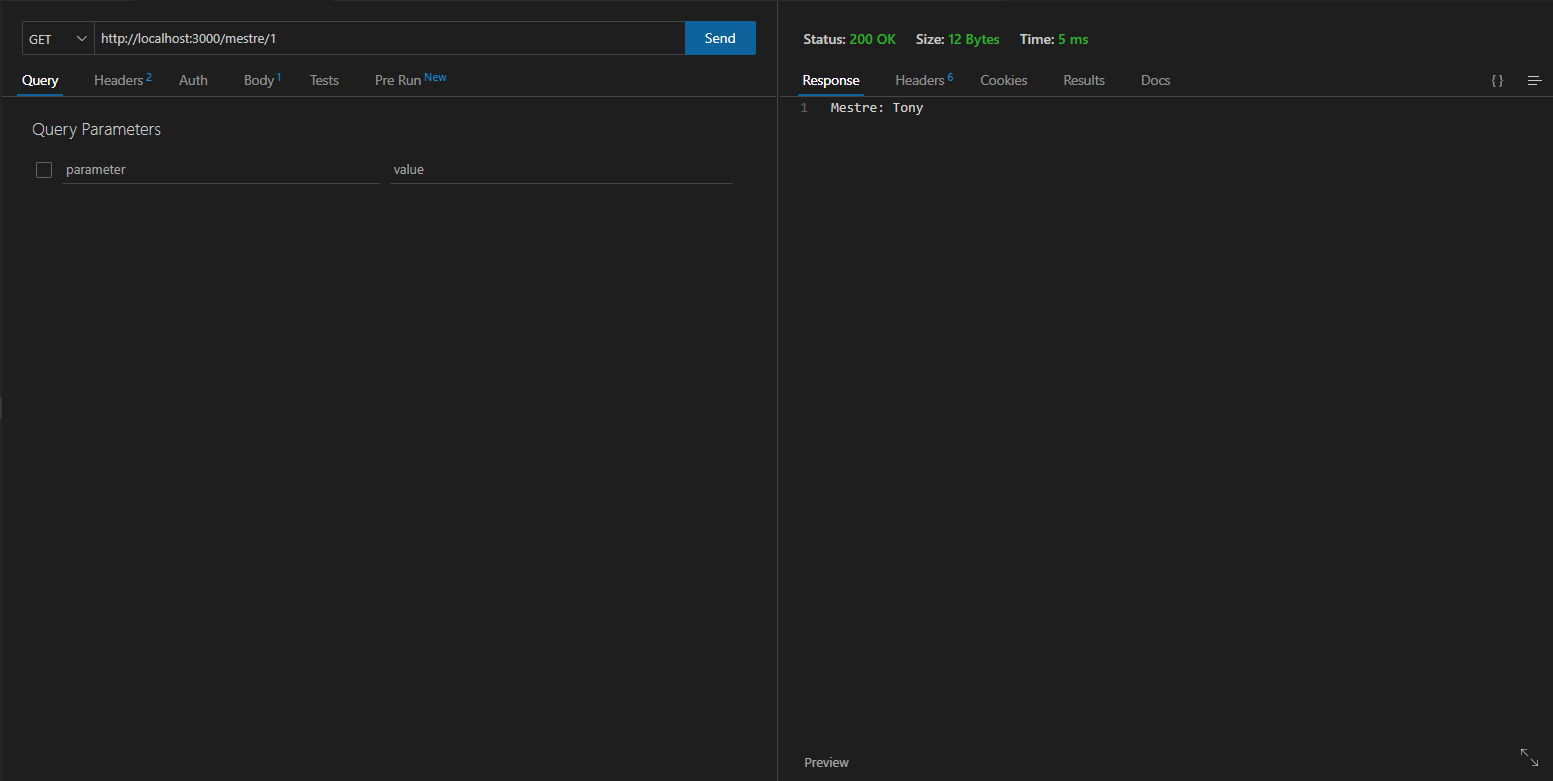 GET http://localhost:3000/mestre/1 Send
Query Headers 2 Auth Body 1 Tests Pre Run New
Query Parameters
parameter value
Status: 200 OK Size: 12 Bytes Time: 5 ms
Response Headers 6 Cookies Results Docs { }
1 Mestre: Tony
Preview